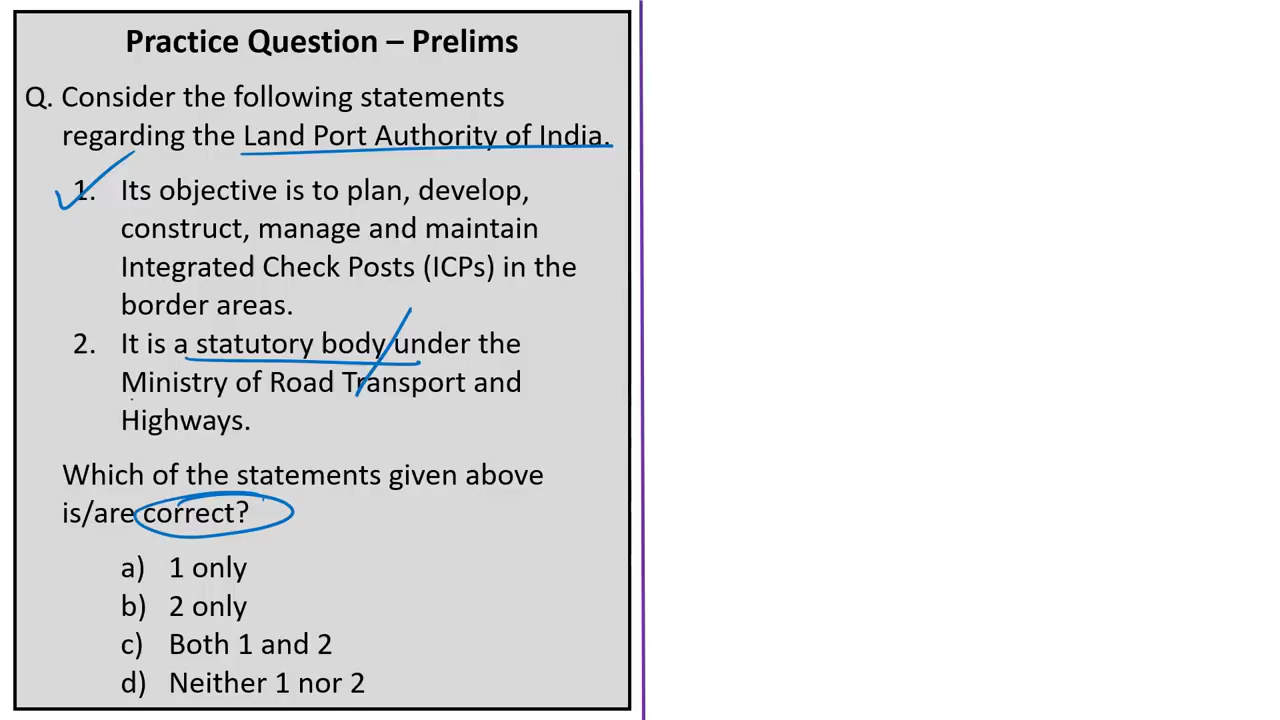 Practice Question – Prelims
Q. Consider the following statements
regarding the Land Port Authority of India.
1. Its objective is to plan, develop,
construct, manage and maintain
Integrated Check Posts (ICPs) in the
border areas.
2. It is a statutory body under the
Ministry of Road Transport and
Highways.
Which of the statements given above
is/are correct?
a) 1 only
b) 2 only
c) Both 1 and 2
d) Neither 1 nor 2